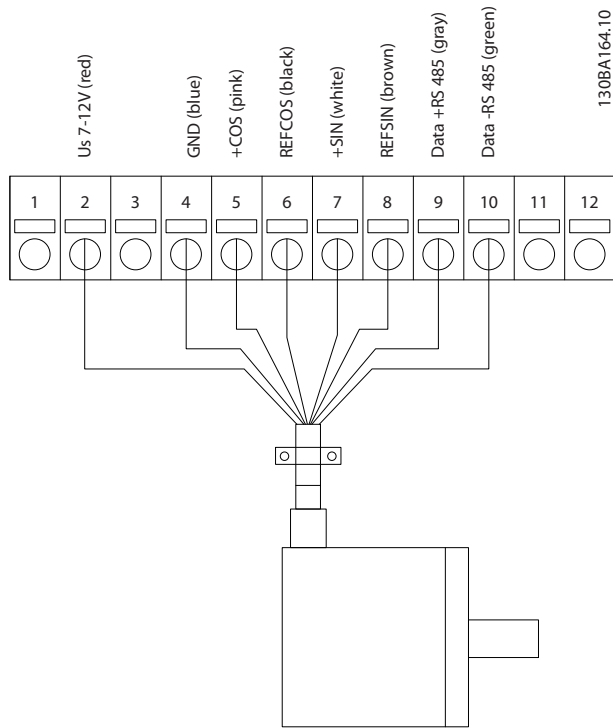 Us 7-12V (red)
GND (blue)
+COS (pink)
REFCOS (black)
+SIN (white)
REFSIN (brown)
Data +RS 485 (gray)
Data -RS 485 (green)
130BA164.10
1 2 3 4 5 6 7 8 9 10 11 12